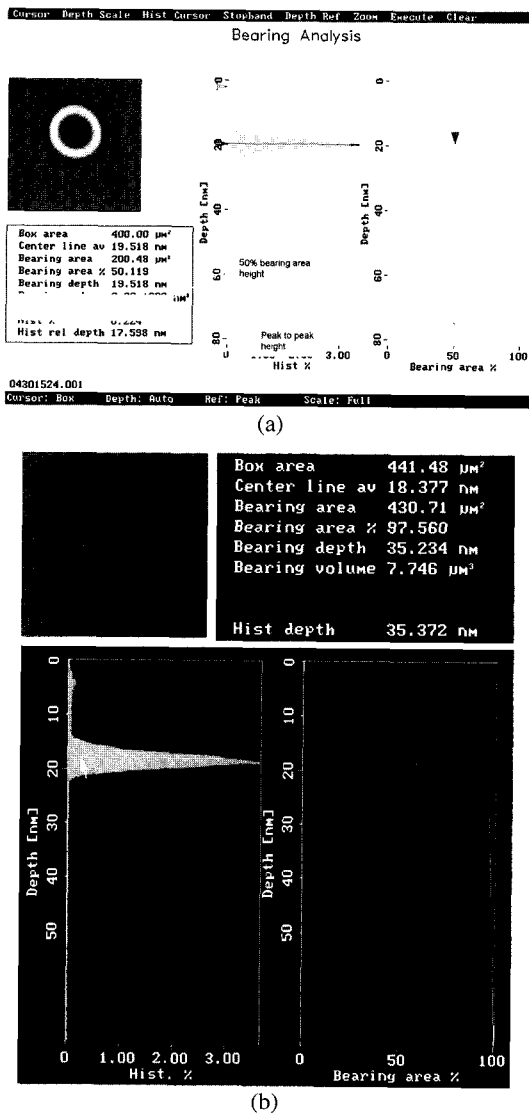 Cursor Depth Scale Hist Cursor Stopband Depth Ref Zoom Execute Clear
Bearing Analysis
Box area 400.00 µm²
Center line av 19.518 nm
Bearing area 200.48 µm²
Bearing area % 50.119
Bearing depth 19.518 nm
Hist rel depth 17.598 nm
Depth [nm]
0
20
40
60
80
50% bearing area
height
Peak to peak
height
0
3.00
Hist %
Depth [nm]
0
20
40
60
80
0 50 100
Bearing area %
04301524.001
Cursor: Box Depth: Auto Ref: Peak Scale: Full
(a)
Box area 441.48 µm²
Center line av 18.377 nm
Bearing area 430.71 µm²
Bearing area % 97.560
Bearing depth 35.234 nm
Bearing volume 7.746 µm³
Hist depth 35.372 nm
Depth [nm]
0
10
20
30
40
50
0 1.00 2.00 3.00
Hist. %
Depth [nm]
0
10
20
30
40
50
0 50 100
Bearing area %
(b)